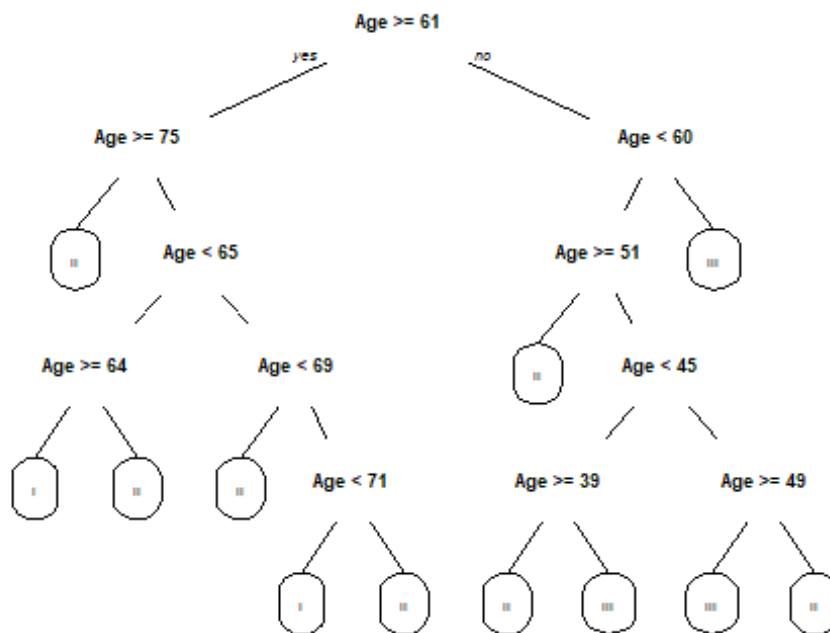 Age >= 61
yes
no
Age >= 75
Age < 60
Age < 65
Age >= 51
Age >= 64
Age < 69
Age < 45
I
Age < 71
Age >= 39
Age >= 49
I